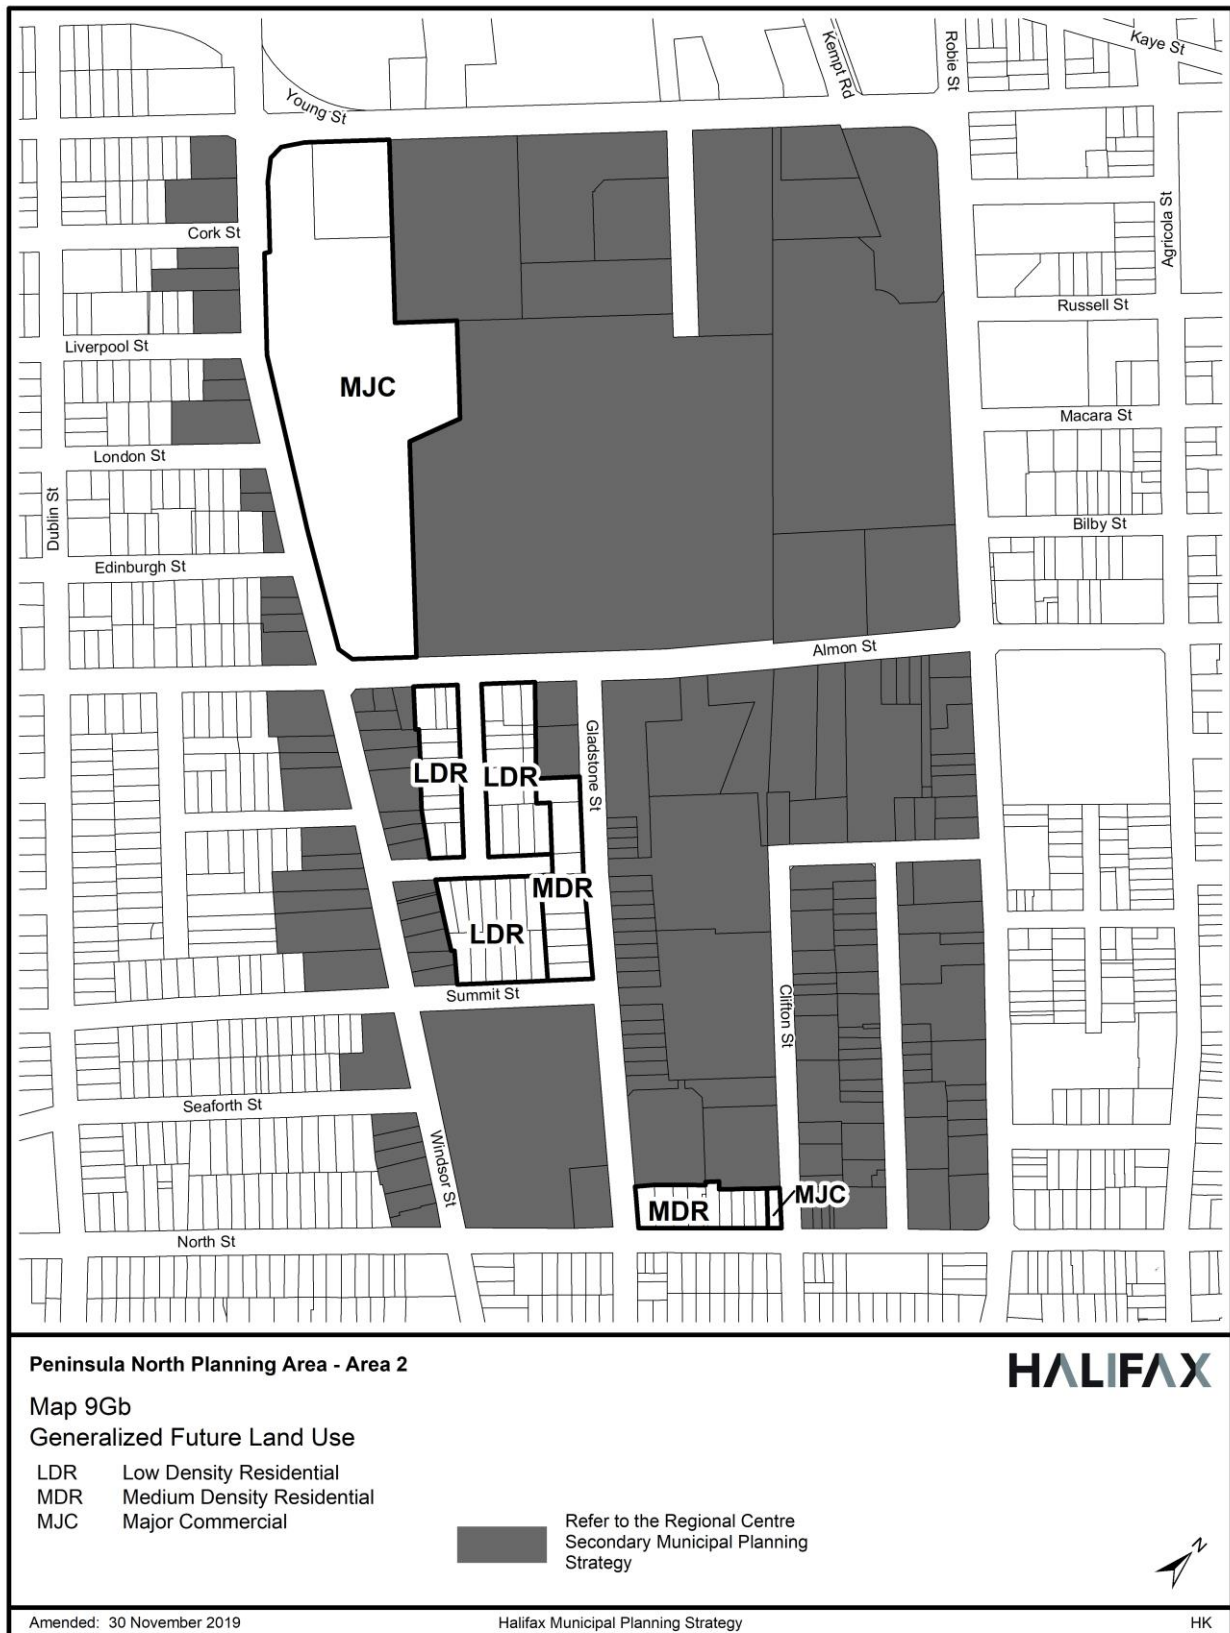 Kaye St
Kempt Rd
Robie St
Young St
Agricola St
Cork St
Russell St
Liverpool St
MJC
Macara St
London St
Dublin St
Bilby St
Edinburgh St
Almon St
Gladstone St
LDR LDR
MDR
LDR
Summit St
Clifton St
Seaforth St
Windsor St
MJC
MDR
North St
Peninsula North Planning Area - Area 2
HALIFAX
Map 9Gb
Generalized Future Land Use
LDR Low Density Residential
MDR Medium Density Residential
MJC Major Commercial
Refer to the Regional Centre
Secondary Municipal Planning
Strategy
N
Amended: 30 November 2019 Halifax Municipal Planning Strategy HK